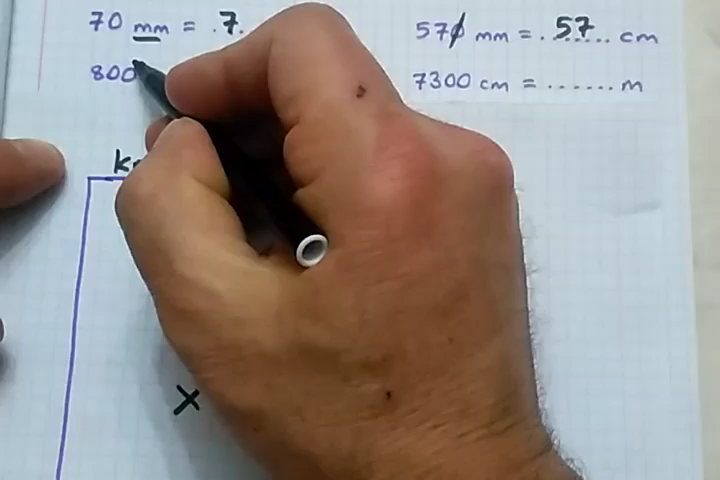 70 mm = .7.
570 mm = . 57 ...... cm
800
7300 cm = ....... m
k
x